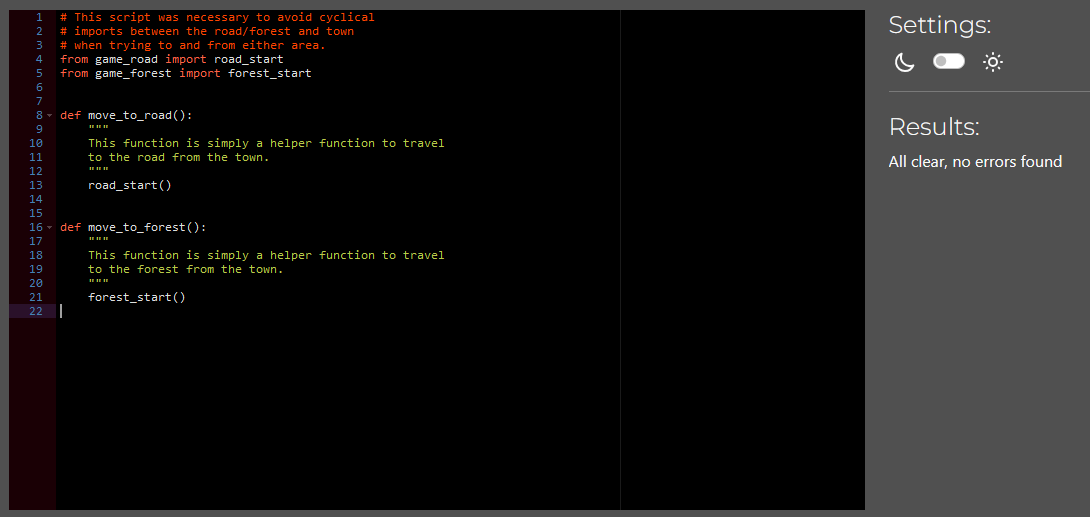 1 # This script was necessary to avoid cyclical
2 # imports between the road/forest and town
3 # when trying to and from either area.
4 from game_road import road_start
5 from game_forest import forest_start
6
7
8 def move_to_road():
9 """
10 This function is simply a helper function to travel
11 to the road from the town.
12 """
13 road_start()
14
15
16 def move_to_forest():
17 """
18 This function is simply a helper function to travel
19 to the forest from the town.
20 """
21 forest_start()
22
Settings:
Results:
All clear, no errors found